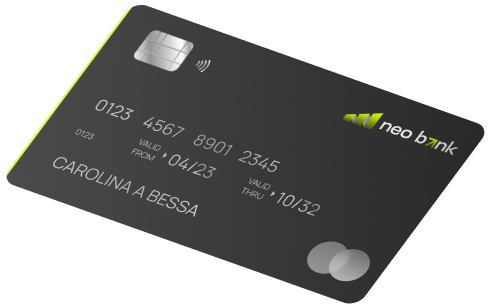 neo bank
0123 4567 8901 2345
0123 VALID FROM 04/23 VALID THRU 10/32
CAROLINA A BESSA